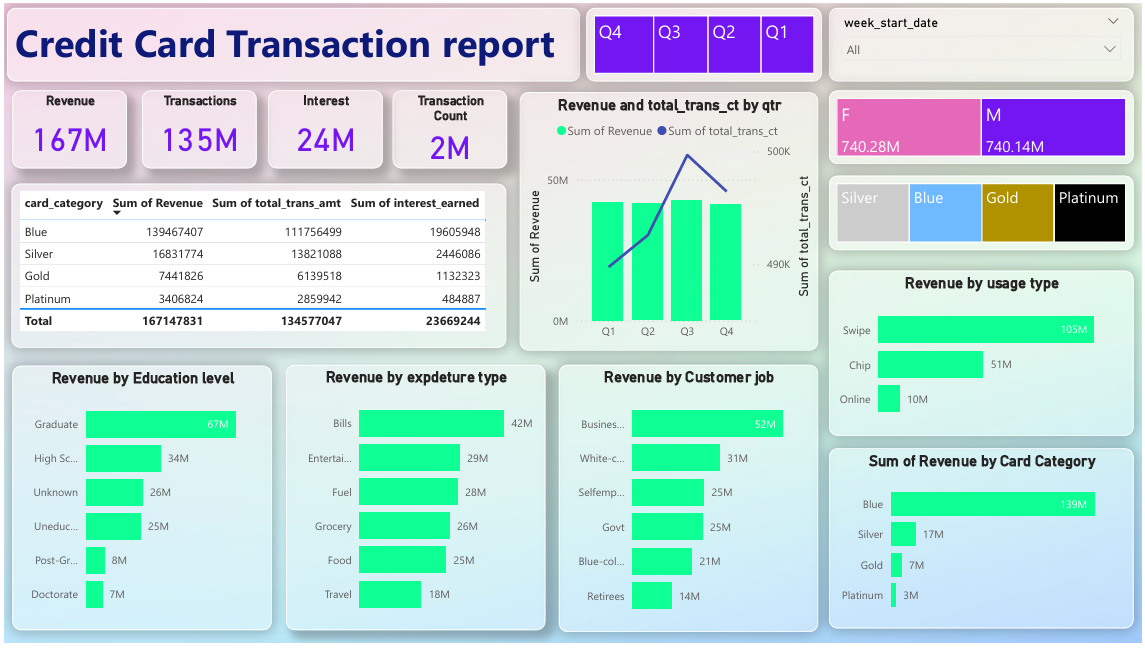 Credit Card Transaction report
Q4 Q3 Q2 Q1
week_start_date
All
Revenue
167M
Transactions
135M
Interest
24M
Transaction
Count
2M
F
740.28M
M
740.14M
Silver Blue Gold Platinum
card_category Sum of Revenue Sum of total_trans_amt Sum of interest_earned
Blue 139467407 111756499 19605948
Silver 16831774 13821088 2446086
Gold 7441826 6139518 1132323
Platinum 3406824 2859942 484887
Total 167147831 134577047 23669244
Revenue and total_trans_ct by qtr
Sum of Revenue Sum of total_trans_ct
Sum of Revenue
50M
0M
500K
490K
Sum of total_trans_ct
Q1 Q2 Q3 Q4
Revenue by usage type
Swipe 105M
Chip 51M
Online 10M
Revenue by Education level
Graduate 67M
High Sc... 34M
Unknown 26M
Uneduc... 25M
Post-Gr... 8M
Doctorate 7M
Revenue by expdeture type
Bills 42M
Entertai... 29M
Fuel 28M
Grocery 26M
Food 25M
Travel 18M
Revenue by Customer job
Busines... 52M
White-c... 31M
Selfemp... 25M
Govt 25M
Blue-col... 21M
Retirees 14M
Sum of Revenue by Card Category
Blue 139M
Silver 17M
Gold 7M
Platinum 3M